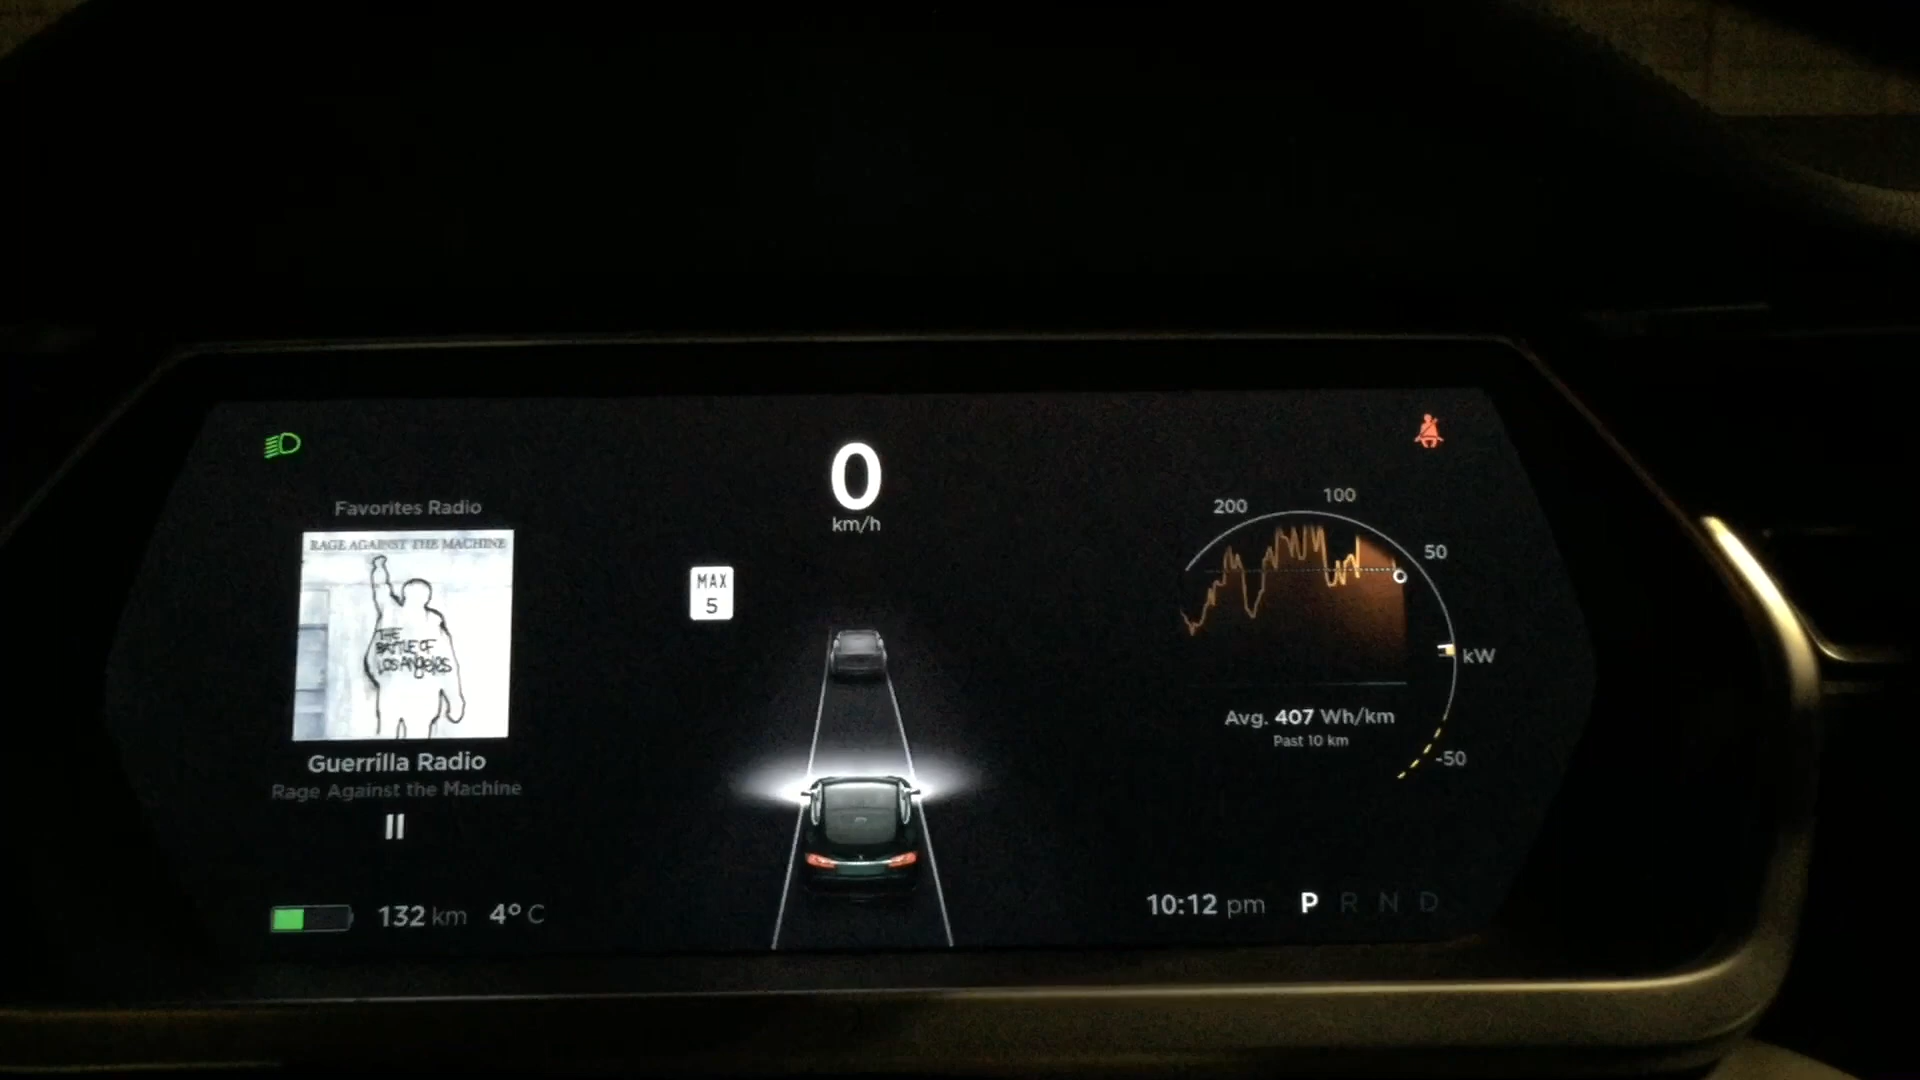 0
km/h
Favorites Radio
RAGE AGAINST THE MACHINE
THE
BATTLE OF
LOS ANGELES
Guerrilla Radio
Rage Against the Machine
132 km 4° C
MAX
5
200
100
50
kW
-50
Avg. 407 Wh/km
Past 10 km
10:12 pm P R N D